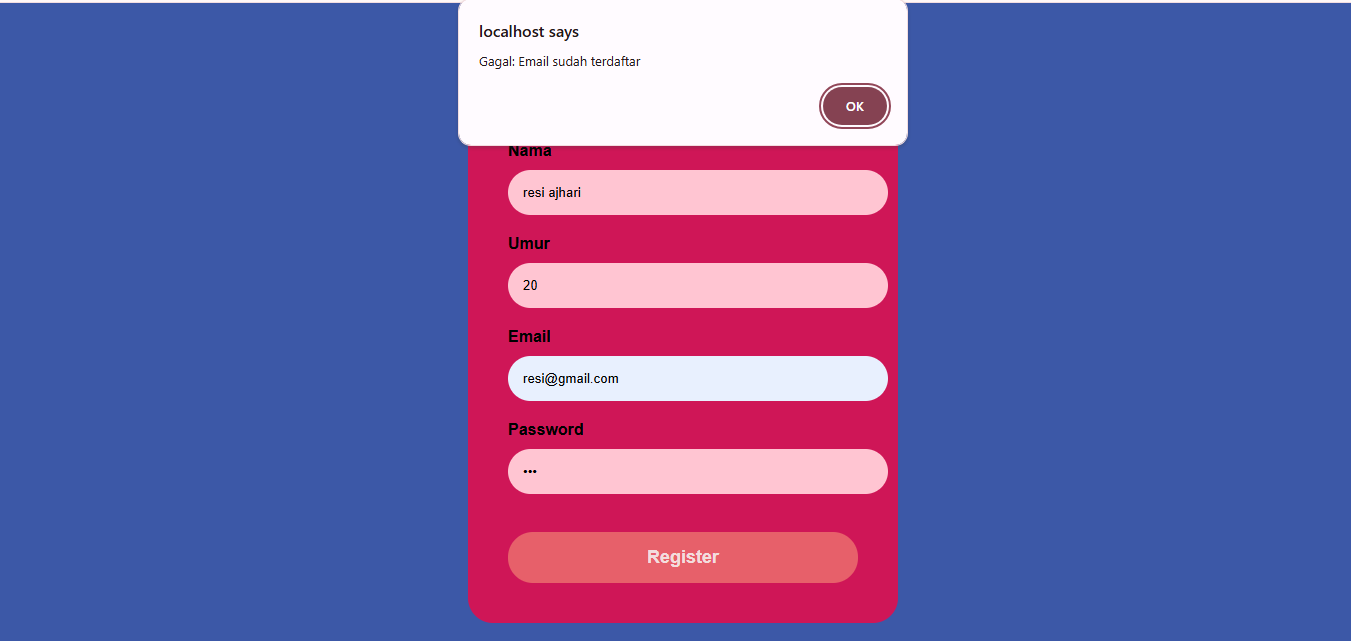 localhost says
Gagal: Email sudah terdaftar
OK
Nama
resi ajhari
Umur
20
Email
resi@gmail.com
Password
•••
Register